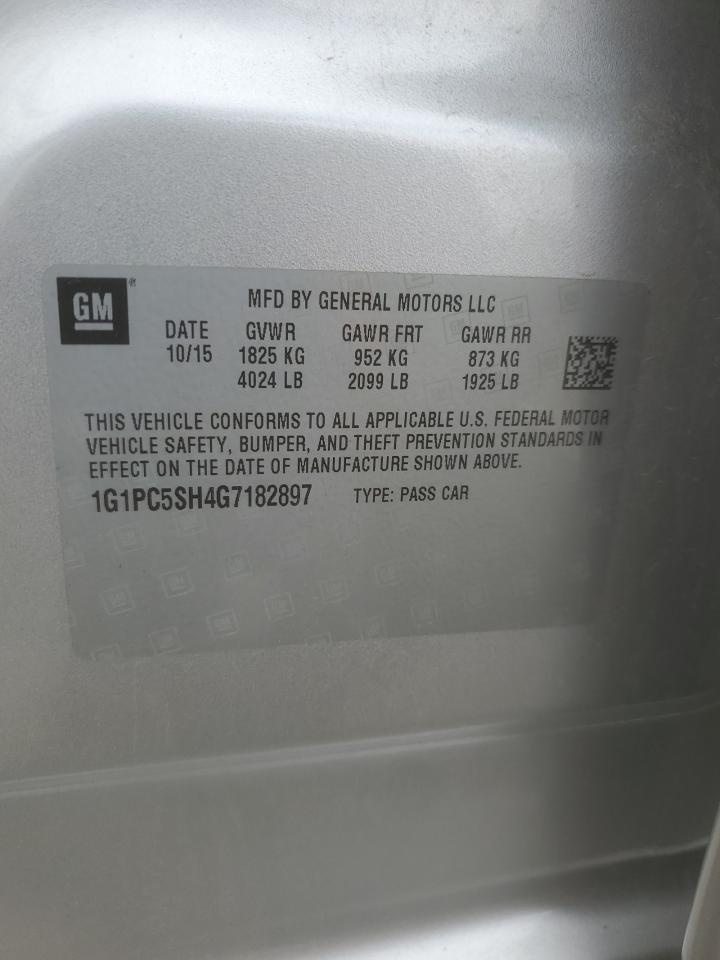 GM ®
MFD BY GENERAL MOTORS LLC
DATE GVWR GAWR FRT GAWR RR
10/15 1825 KG 952 KG 873 KG
4024 LB 2099 LB 1925 LB
THIS VEHICLE CONFORMS TO ALL APPLICABLE U.S. FEDERAL MOTOR
VEHICLE SAFETY, BUMPER, AND THEFT PREVENTION STANDARDS IN
EFFECT ON THE DATE OF MANUFACTURE SHOWN ABOVE.
1G1PC5SH4G7182897 TYPE: PASS CAR